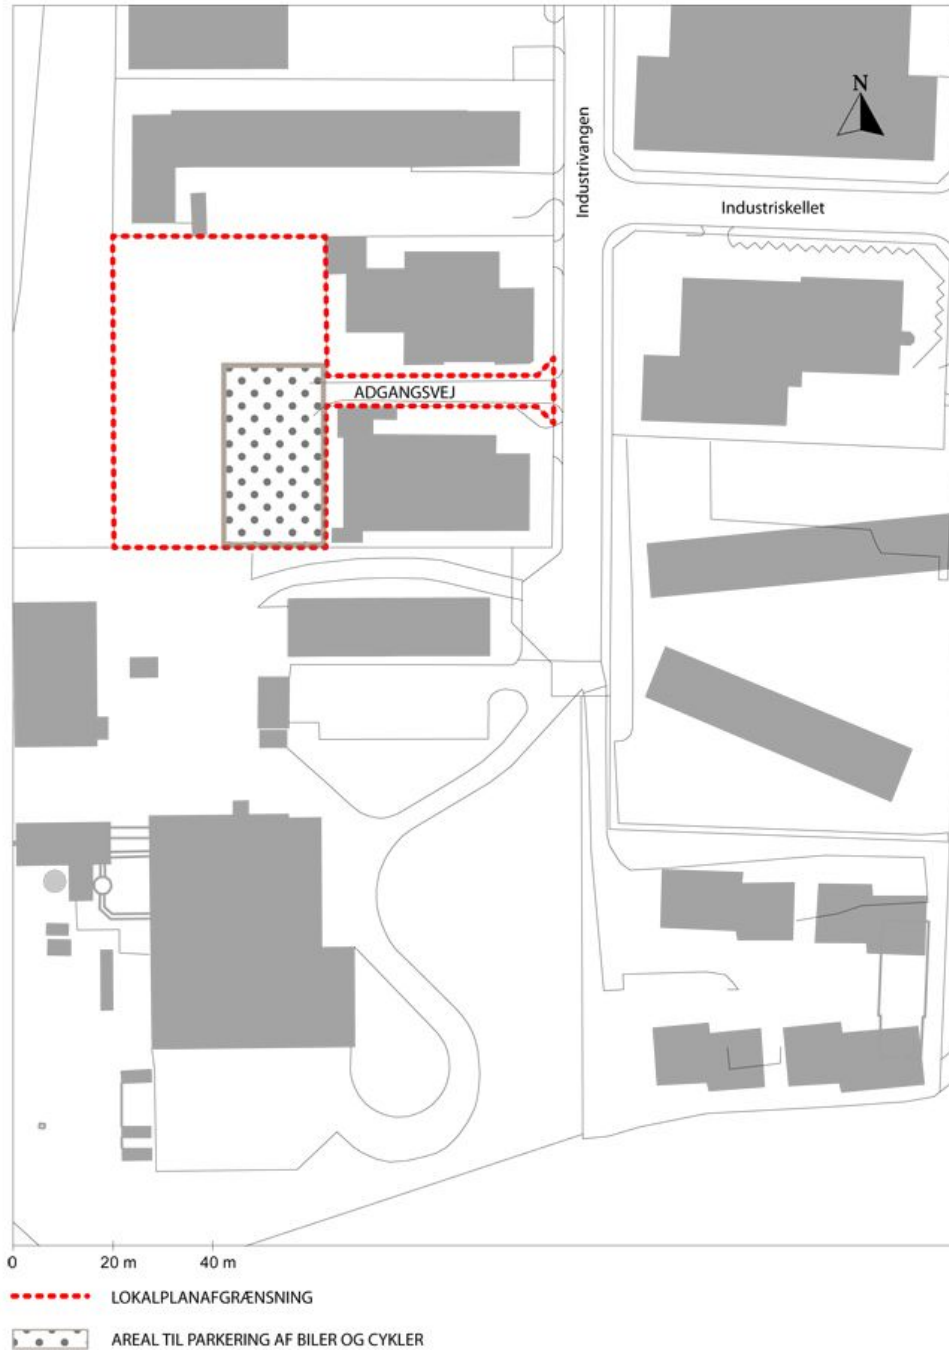 N
Industrivangen
Industriskellet
ADGANGSVEJ
0 20 m 40 m
LOKALPLANAFGRÆNSNING
AREAL TIL PARKERING AF BILER OG CYKLER